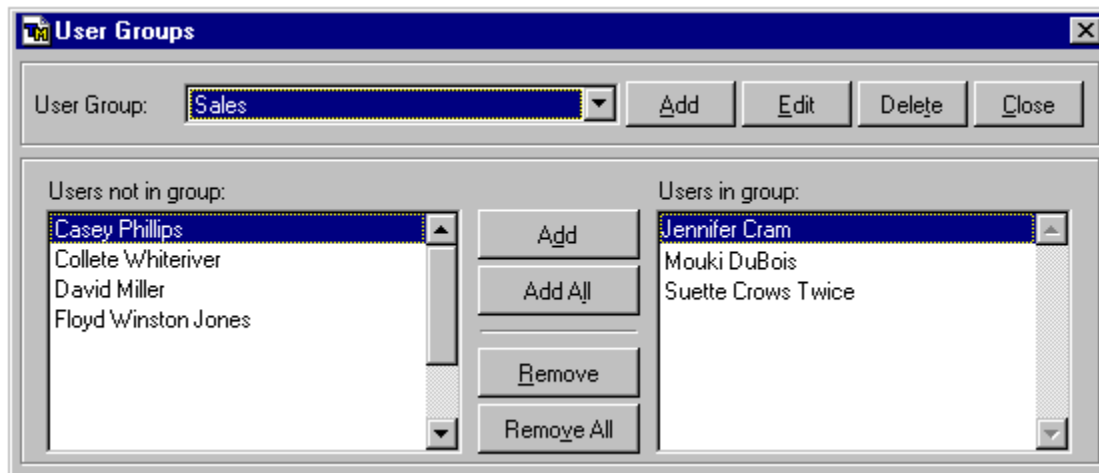 User Groups
User Group: Sales Add Edit Delete Close
Users not in group:
Casey Phillips
Collete Whiteriver
David Miller
Floyd Winston Jones
Add
Add All
Remove
Remove All
Users in group:
Jennifer Cram
Mouki DuBois
Suette Crows Twice